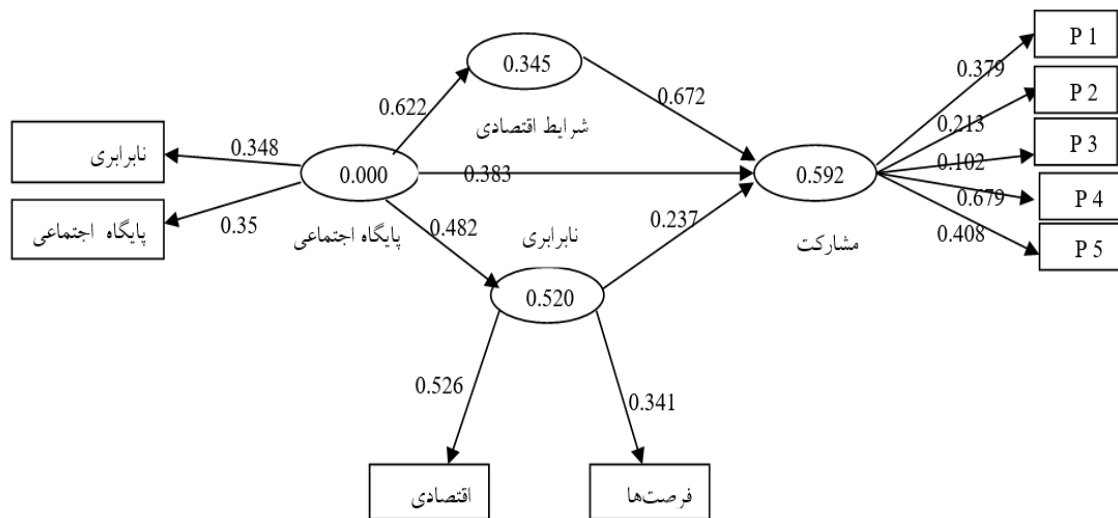 P 1
0.345
0.379
P 2
0.672
0.622
شرایط اقتصادی
0.213
P 3
نابرابری
0.348
0.000
0.383
0.592
0.102
0.679
P 4
پایگاه اجتماعی
0.35
پایگاه اجتماعی
0.482
نابرابری
0.237
مشارکت
0.408
P 5
0.520
0.526
0.341
اقتصادی
فرصت‌ها